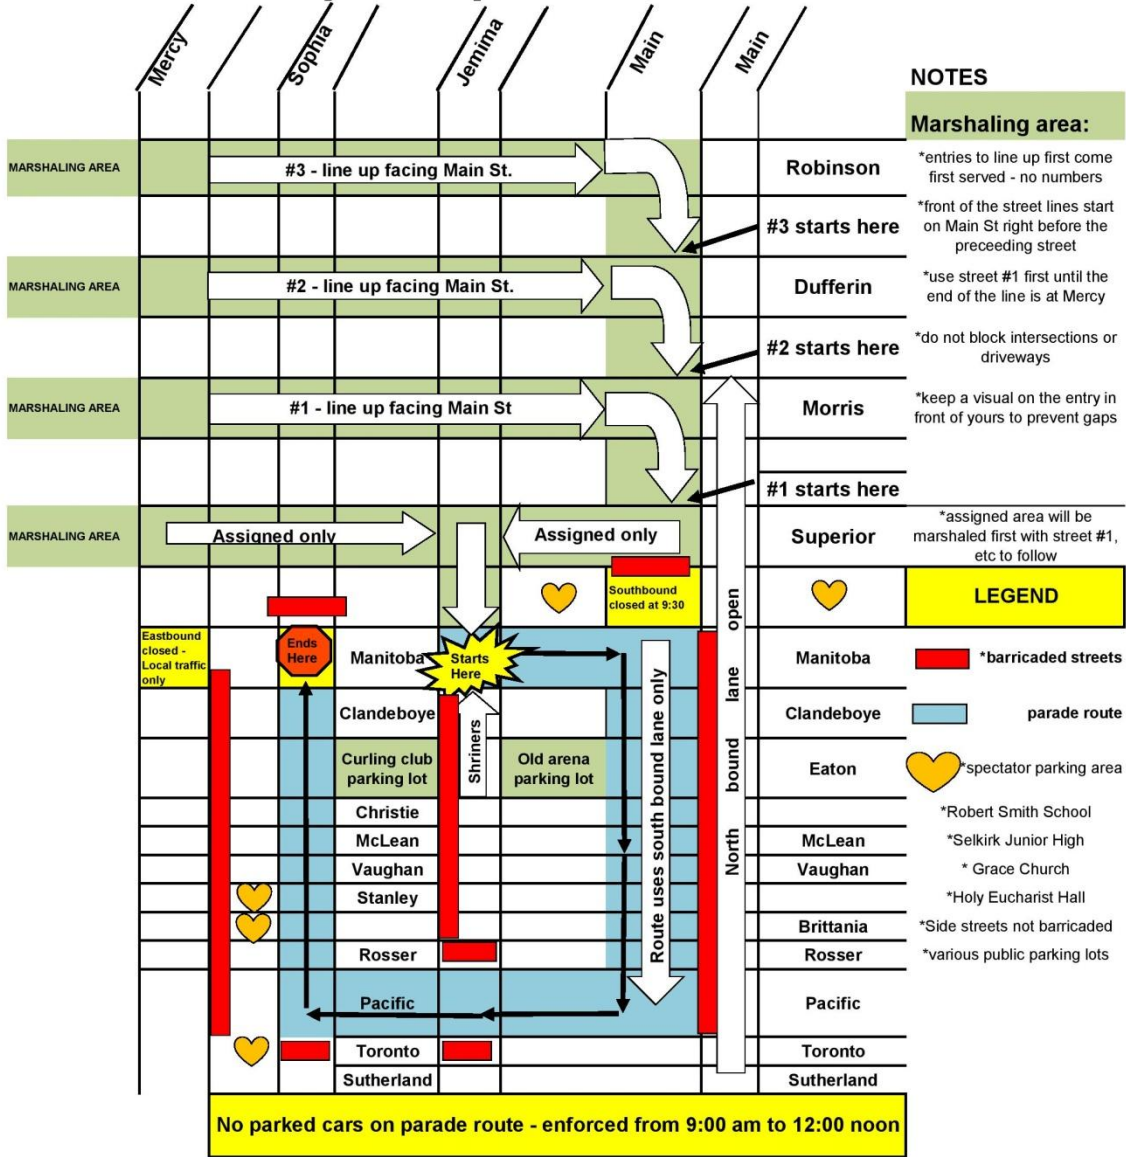 Mercy
Sophia
Jemima
Main
Main
NOTES
Marshaling area:
MARSHALING AREA
#3 - line up facing Main St.
Robinson
*entries to line up first come
first served - no numbers
#3 starts here
*front of the street lines start
on Main St right before the
preceeding street
MARSHALING AREA
#2 - line up facing Main St.
Dufferin
*use street #1 first until the
end of the line is at Mercy
#2 starts here
*do not block intersections or
driveways
MARSHALING AREA
#1 - line up facing Main St
Morris
*keep a visual on the entry in
front of yours to prevent gaps
#1 starts here
MARSHALING AREA
Assigned only
Assigned only
Superior
*assigned area will be
marshaled first with street #1,
etc to follow
Southbound
closed at 9:30
LEGEND
Eastbound
closed -
Local traffic
only
Ends
Here
Manitoba
Starts
Here
Manitoba
*barricaded streets
Clandeboye
Clandeboye
parade route
Curling club
parking lot
Shriners
Old arena
parking lot
Route uses south bound lane only
North bound lane open
Eaton
*spectator parking area
Christie
*Robert Smith School
McLean
McLean
*Selkirk Junior High
Vaughan
Vaughan
* Grace Church
Stanley
*Holy Eucharist Hall
Brittania
*Side streets not barricaded
Rosser
Rosser
*various public parking lots
Pacific
Pacific
Toronto
Toronto
Sutherland
Sutherland
No parked cars on parade route - enforced from 9:00 am to 12:00 noon